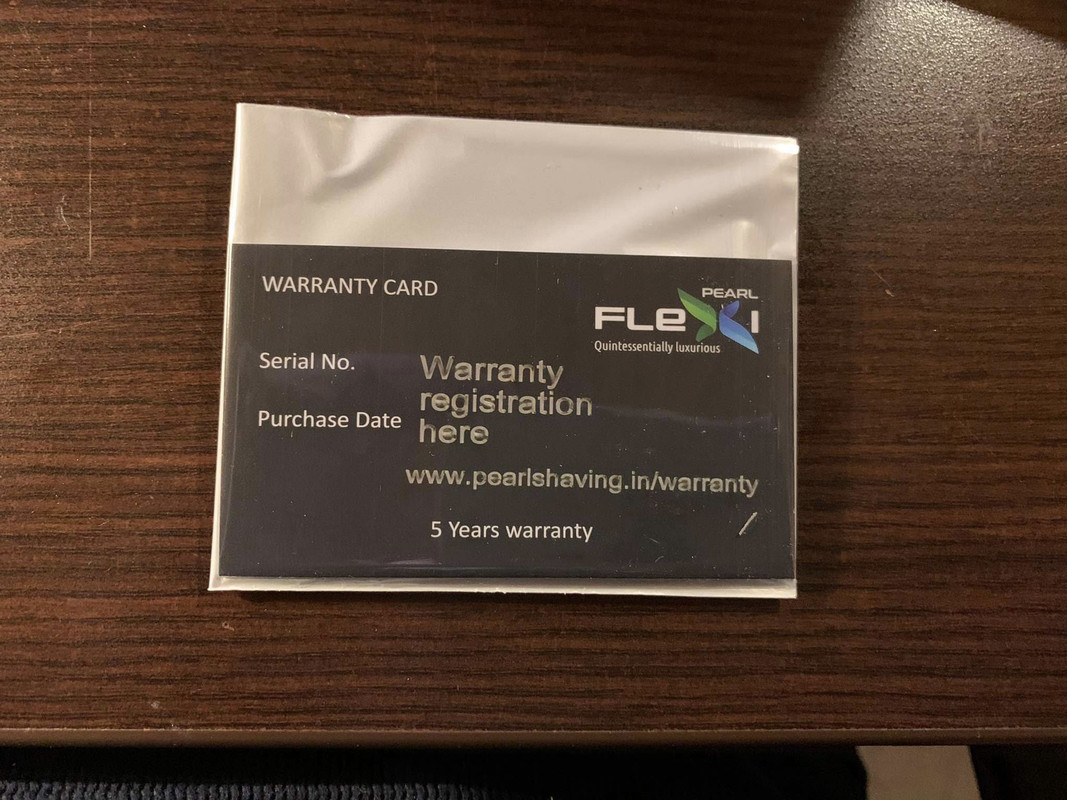 WARRANTY CARD
PEARL
FLexi
Quintessentially luxurious
Serial No.
Purchase Date
Warranty
registration
here
www.pearlshaving.in/warranty
5 Years warranty